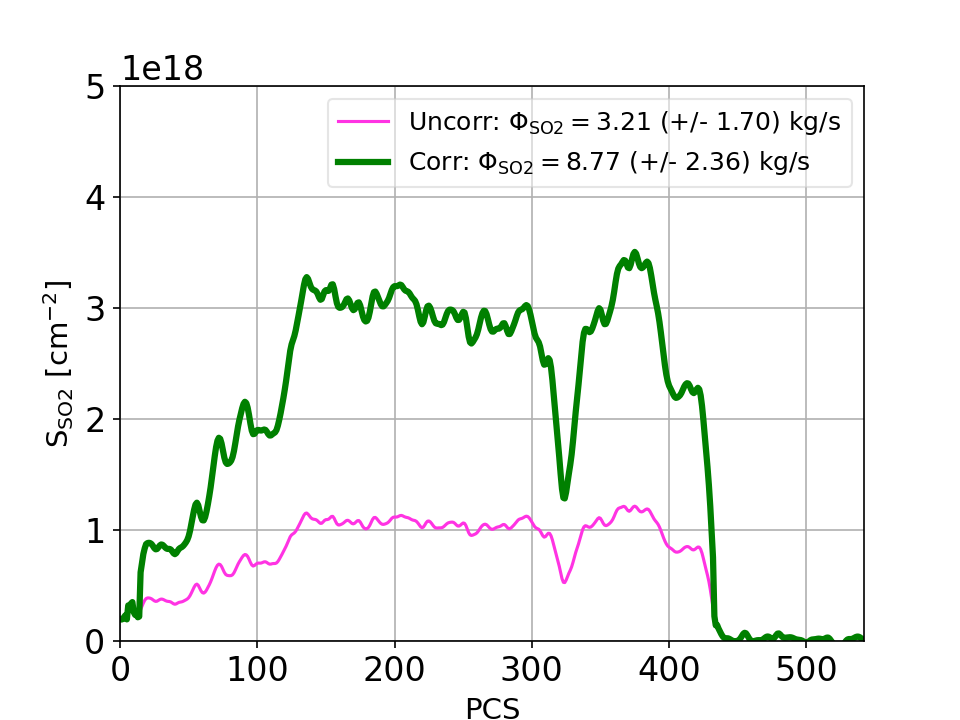 1e18
Uncorr: Φ_SO2 = 3.21 (+/- 1.70) kg/s
Corr: Φ_SO2 = 8.77 (+/- 2.36) kg/s
5
4
3
2
1
0
S_SO2 [cm⁻²]
0 100 200 300 400 500
PCS